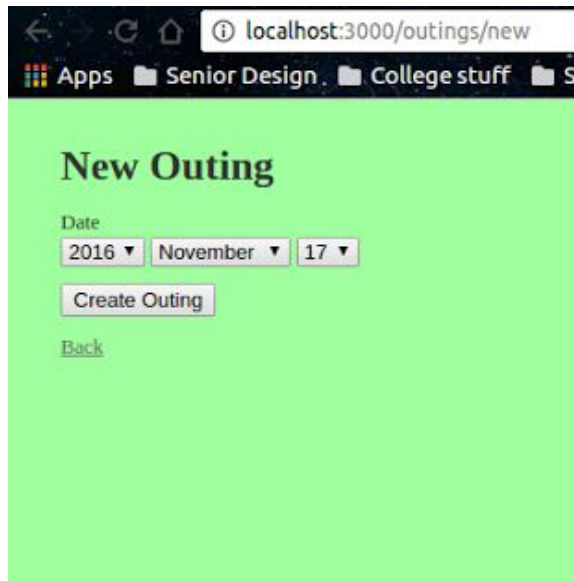 localhost:3000/outings/new
Apps Senior Design. College stuff S
New Outing
Date
2016 November 17
Create Outing
Back